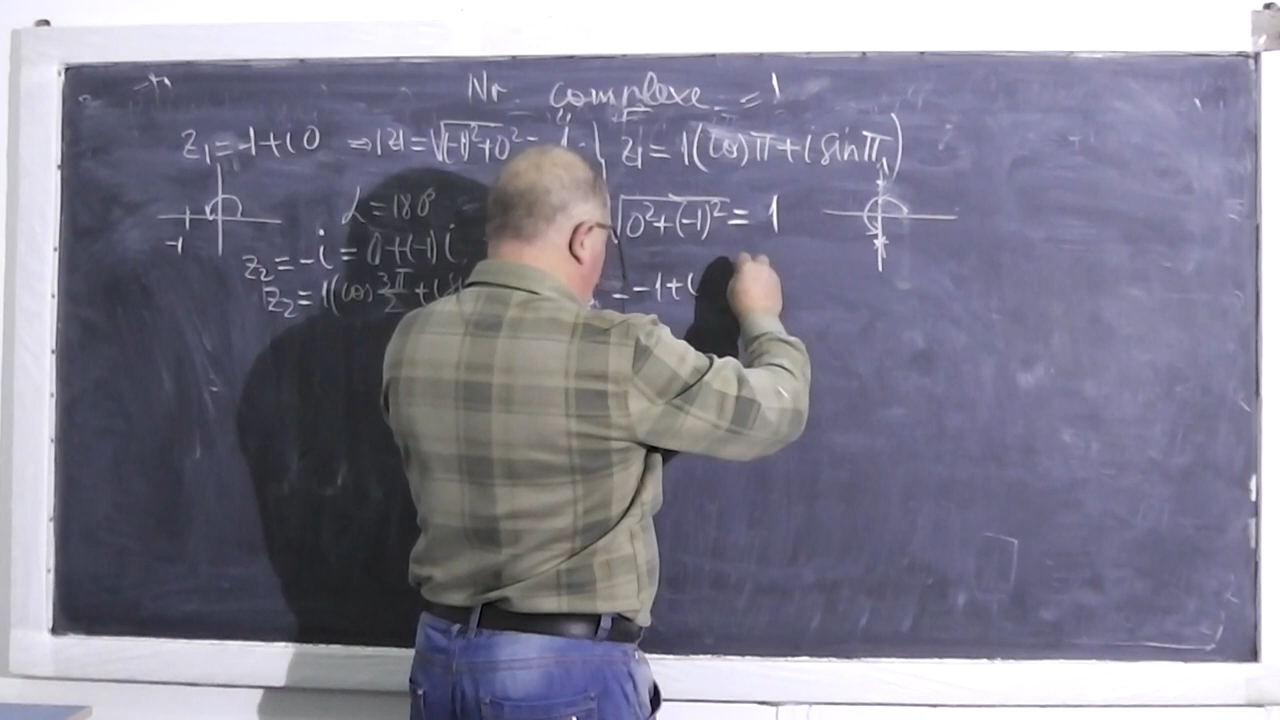 Nr. complexe = 1
z₁ = -1+i0 ⇒ |z| = √(-1)²+0² = 1 z₁ = 1(cos π + i sin π)
α = 180°
√0²+(-1)² = 1
-1
z₂ = -i = 0+(-1)i
z₂ = 1(cos 3π/2 + i
= -1+i